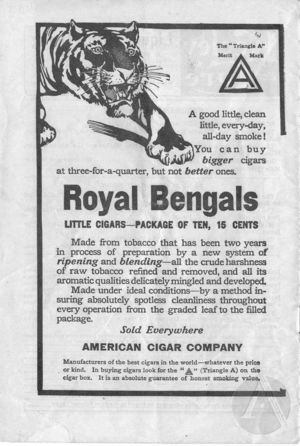 The "Triangle A"
Merit Mark
A
A good little, clean
little, every-day,
all-day smoke!
You can buy
bigger cigars
at three-for-a-quarter, but not better ones.
Royal Bengals
LITTLE CIGARS—PACKAGE OF TEN, 15 CENTS
Made from tobacco that has been two years
in process of preparation by a new system of
ripening and blending—all the crude harshness
of raw tobacco refined and removed, and all its
aromatic qualities delicately mingled and developed.
Made under ideal conditions—by a method in-
suring absolutely spotless cleanliness throughout
every operation from the graded leaf to the filled
package.
Sold Everywhere
AMERICAN CIGAR COMPANY
Manufacturers of the best cigars in the world—whatever the price
or kind. In buying cigars look for the "A" (Triangle A) on the
cigar box. It is an absolute guarantee of honest smoking value.